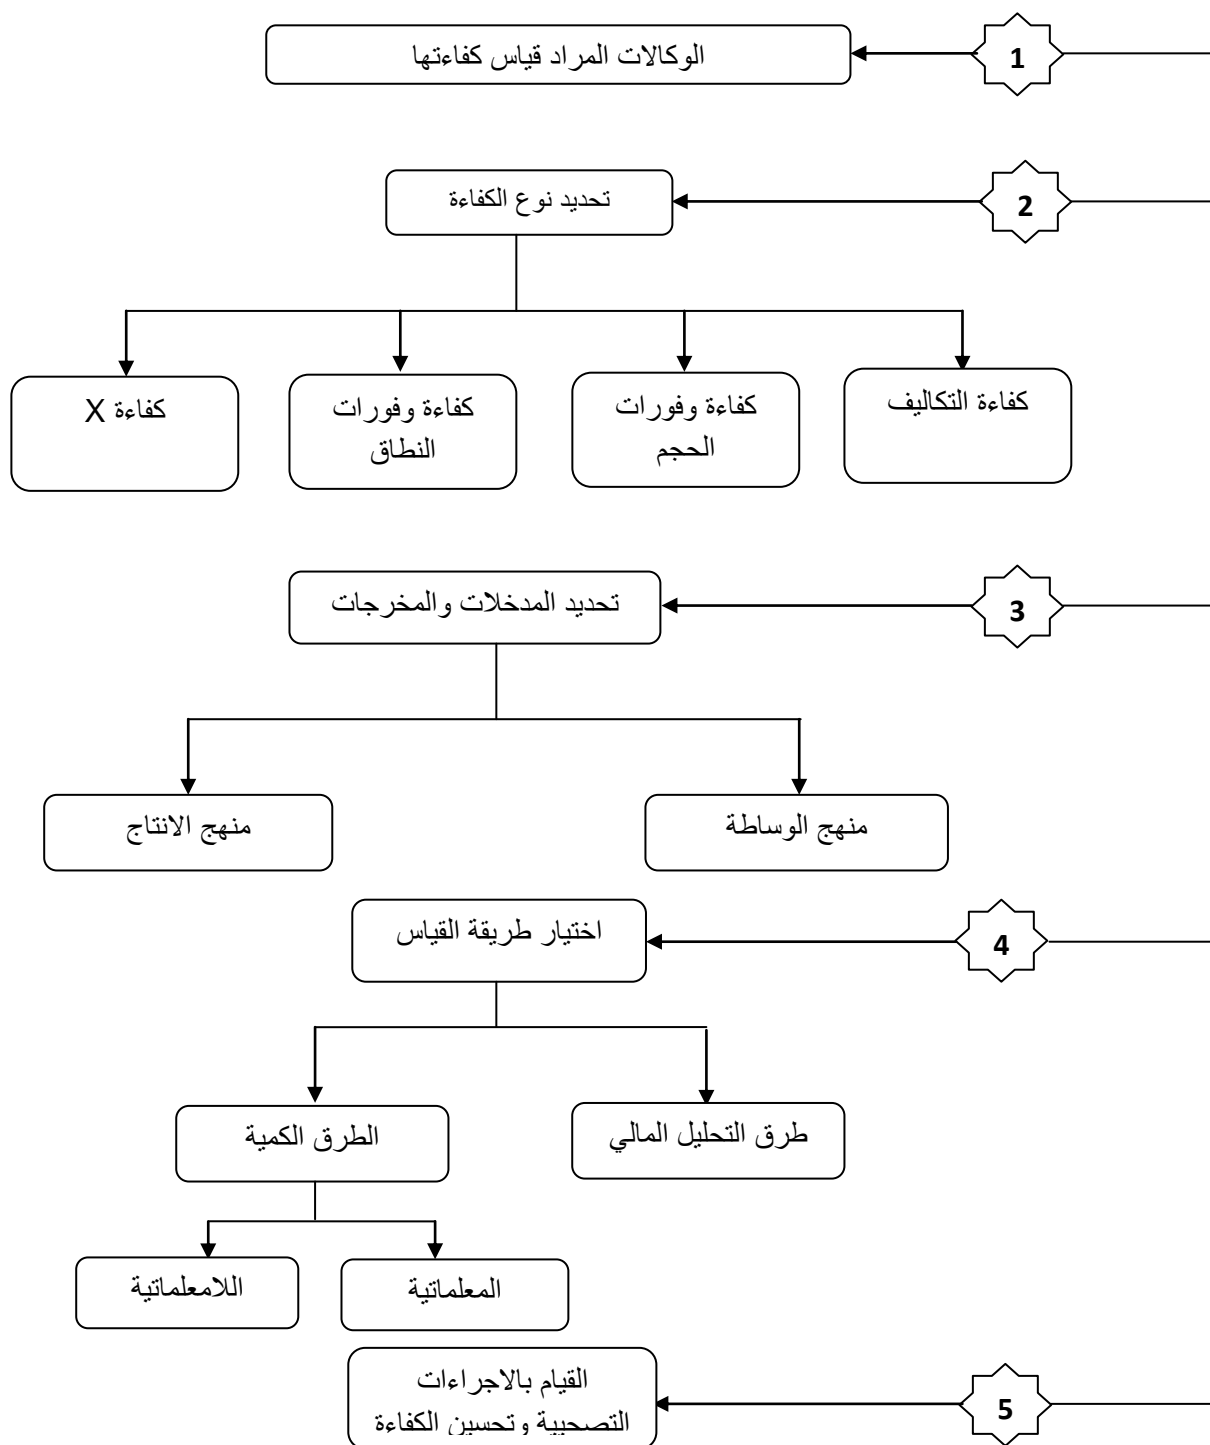 الوكالات المراد قياس كفاءتها
1
تحديد نوع الكفاءة
2
كفاءة التكاليف
كفاءة وفورات
الحجم
كفاءة وفورات
النطاق
كفاءة X
تحديد المدخلات والمخرجات
3
منهج الوساطة
منهج الانتاج
اختيار طريقة القياس
4
طرق التحليل المالي
الطرق الكمية
المعلماتية
اللامعلماتية
القيام بالاجراءات
التصحيية وتحسين الكفاءة
5